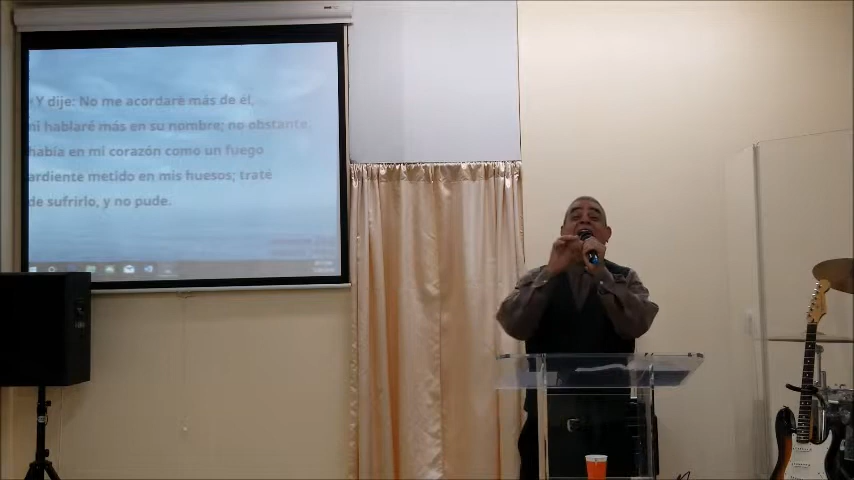 Y dije: No me acordaré más de él,
ni hablaré más en su nombre; no obstante,
había en mi corazón como un fuego
ardiente metido en mis huesos; traté
de sufrirlo, y no pude.